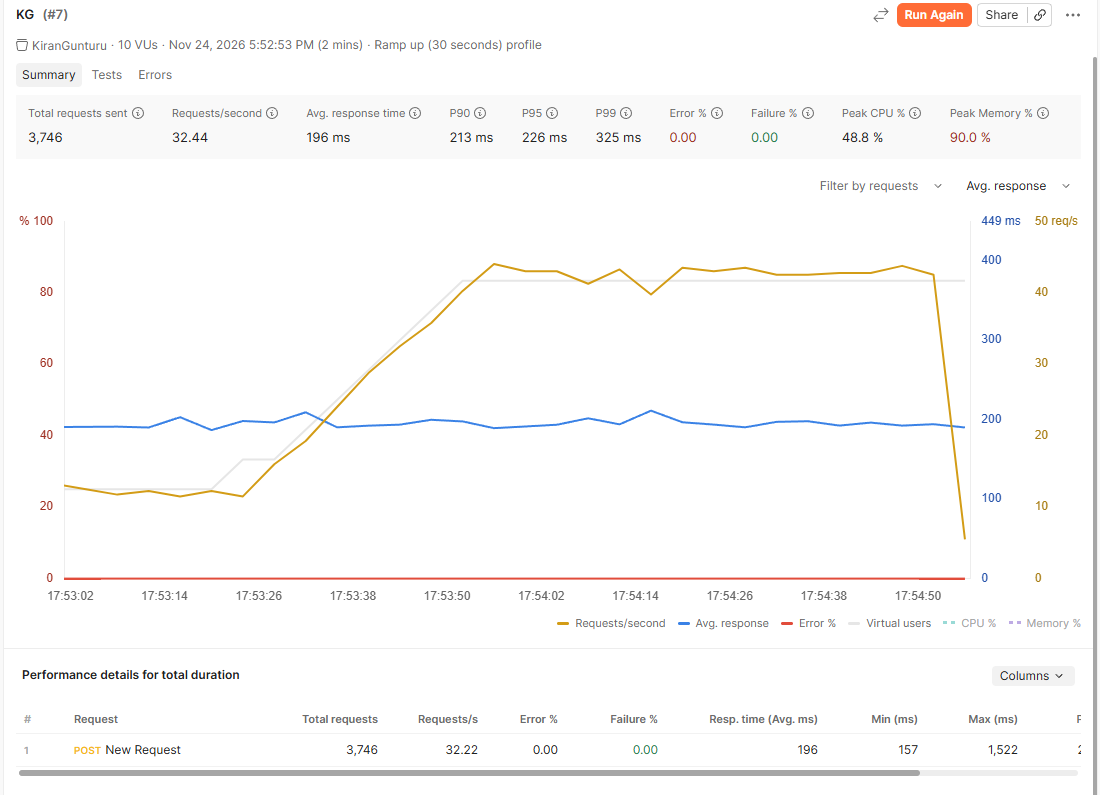 KG (#7)
Run Again
Share
KiranGunturu · 10 VUs · Nov 24, 2026 5:52:53 PM (2 mins) · Ramp up (30 seconds) profile
Summary Tests Errors
Total requests sent Requests/second Avg. response time P90 P95 P99 Error % Failure % Peak CPU % Peak Memory %
3,746 32.44 196 ms 213 ms 226 ms 325 ms 0.00 0.00 48.8 % 90.0 %
Filter by requests Avg. response
% 100 449 ms 50 req/s
400
80 40
300
60 30
200
40 20
100
20 10
0 0 0
17:53:02 17:53:14 17:53:26 17:53:38 17:53:50 17:54:02 17:54:14 17:54:26 17:54:38 17:54:50
Requests/second Avg. response Error % Virtual users CPU % Memory %
Performance details for total duration
Columns
# Request Total requests Requests/s Error % Failure % Resp. time (Avg. ms) Min (ms) Max (ms)
1 POST New Request 3,746 32.22 0.00 0.00 196 157 1,522